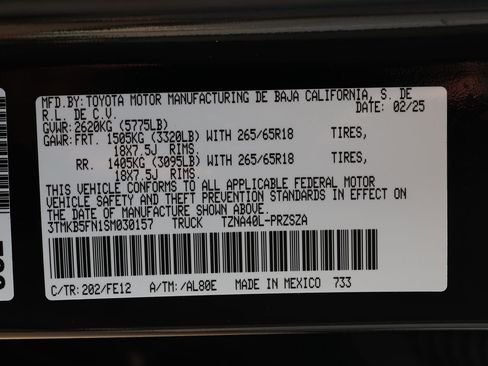 MFD.BY:TOYOTA MOTOR MANUFACTURING DE BAJA CALIFORNIA, S. DE
R.L. DE C.V. DATE: 02/25
GVWR:2620KG (5775LB)
GAWR:FRT. 1505KG (3320LB) WITH 265/65R18 TIRES,
18X7.5J RIMS.
RR. 1405KG (3095LB) WITH 265/65R18 TIRES,
18X7.5J RIMS.
THIS VEHICLE CONFORMS TO ALL APPLICABLE FEDERAL MOTOR
VEHICLE SAFETY AND THEFT PREVENTION STANDARDS IN EFFECT ON
THE DATE OF MANUFACTURE SHOWN ABOVE.
3TMKB5FN1SM030157 TRUCK TZNA40L-PRZSZA
C/TR:202/FE12 A/TM:/AL80E MADE IN MEXICO 733